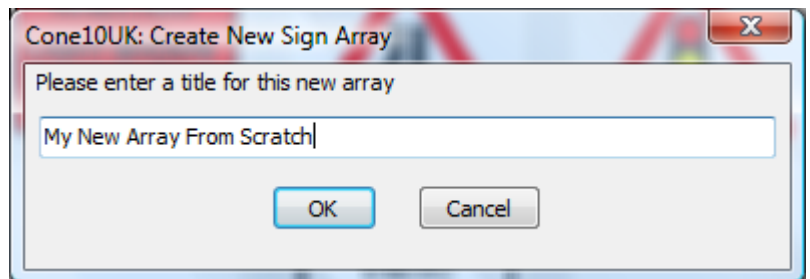 Cone10UK: Create New Sign Array
Please enter a title for this new array
My New Array From Scratch
OK
Cancel